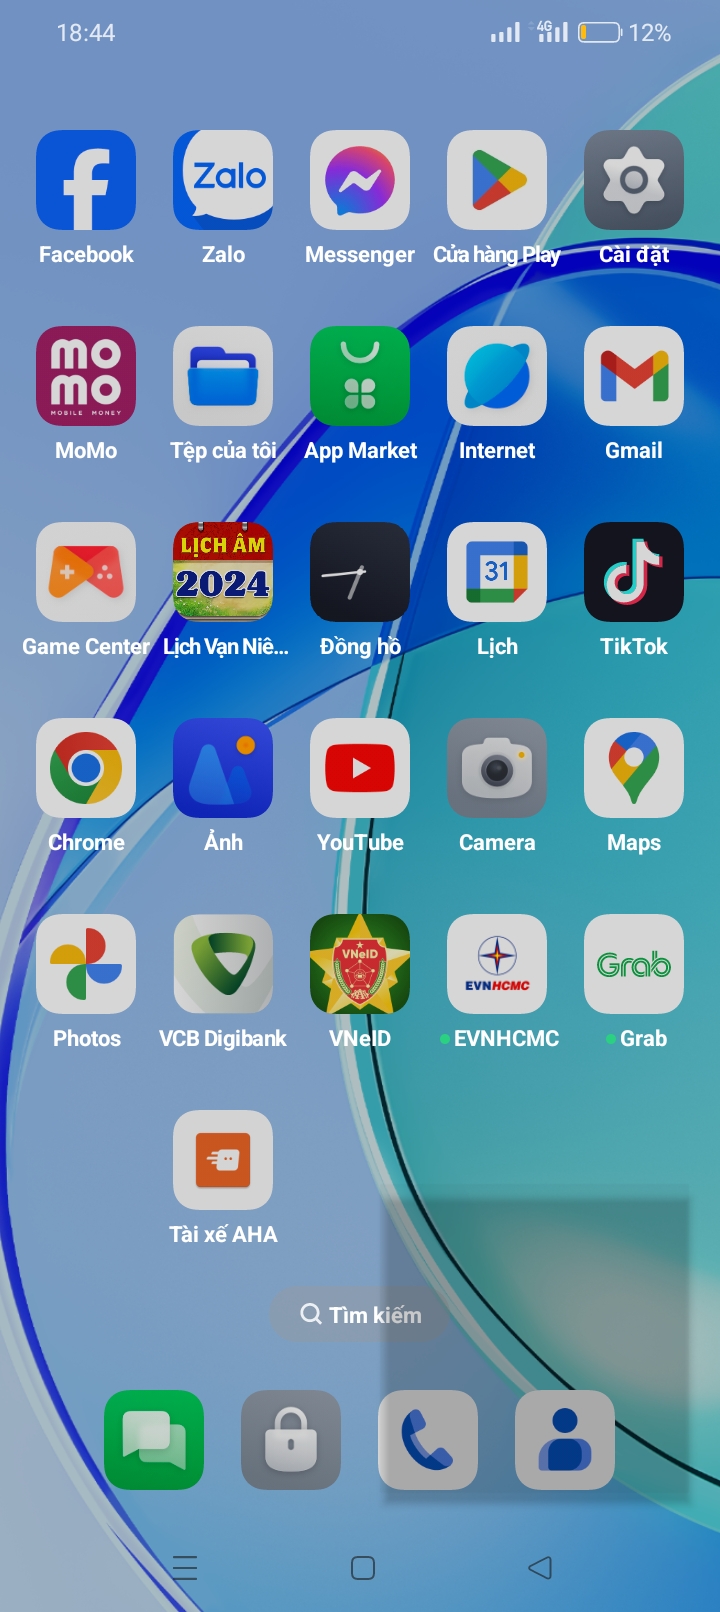 18:44 4G 12%
Zalo
Facebook Zalo Messenger Cửa hàng Play Cài đặt
mo
mo
MOBILE MONEY
MoMo Tệp của tôi App Market Internet Gmail
LỊCH ÂM
2024
31
Game Center Lịch Vạn Niê... Đồng hồ Lịch TikTok
Chrome Ảnh YouTube Camera Maps
VNeID
EVNHCMC
Grab
Photos VCB Digibank VNeID EVNHCMC Grab
Tài xế AHA
Tìm kiếm